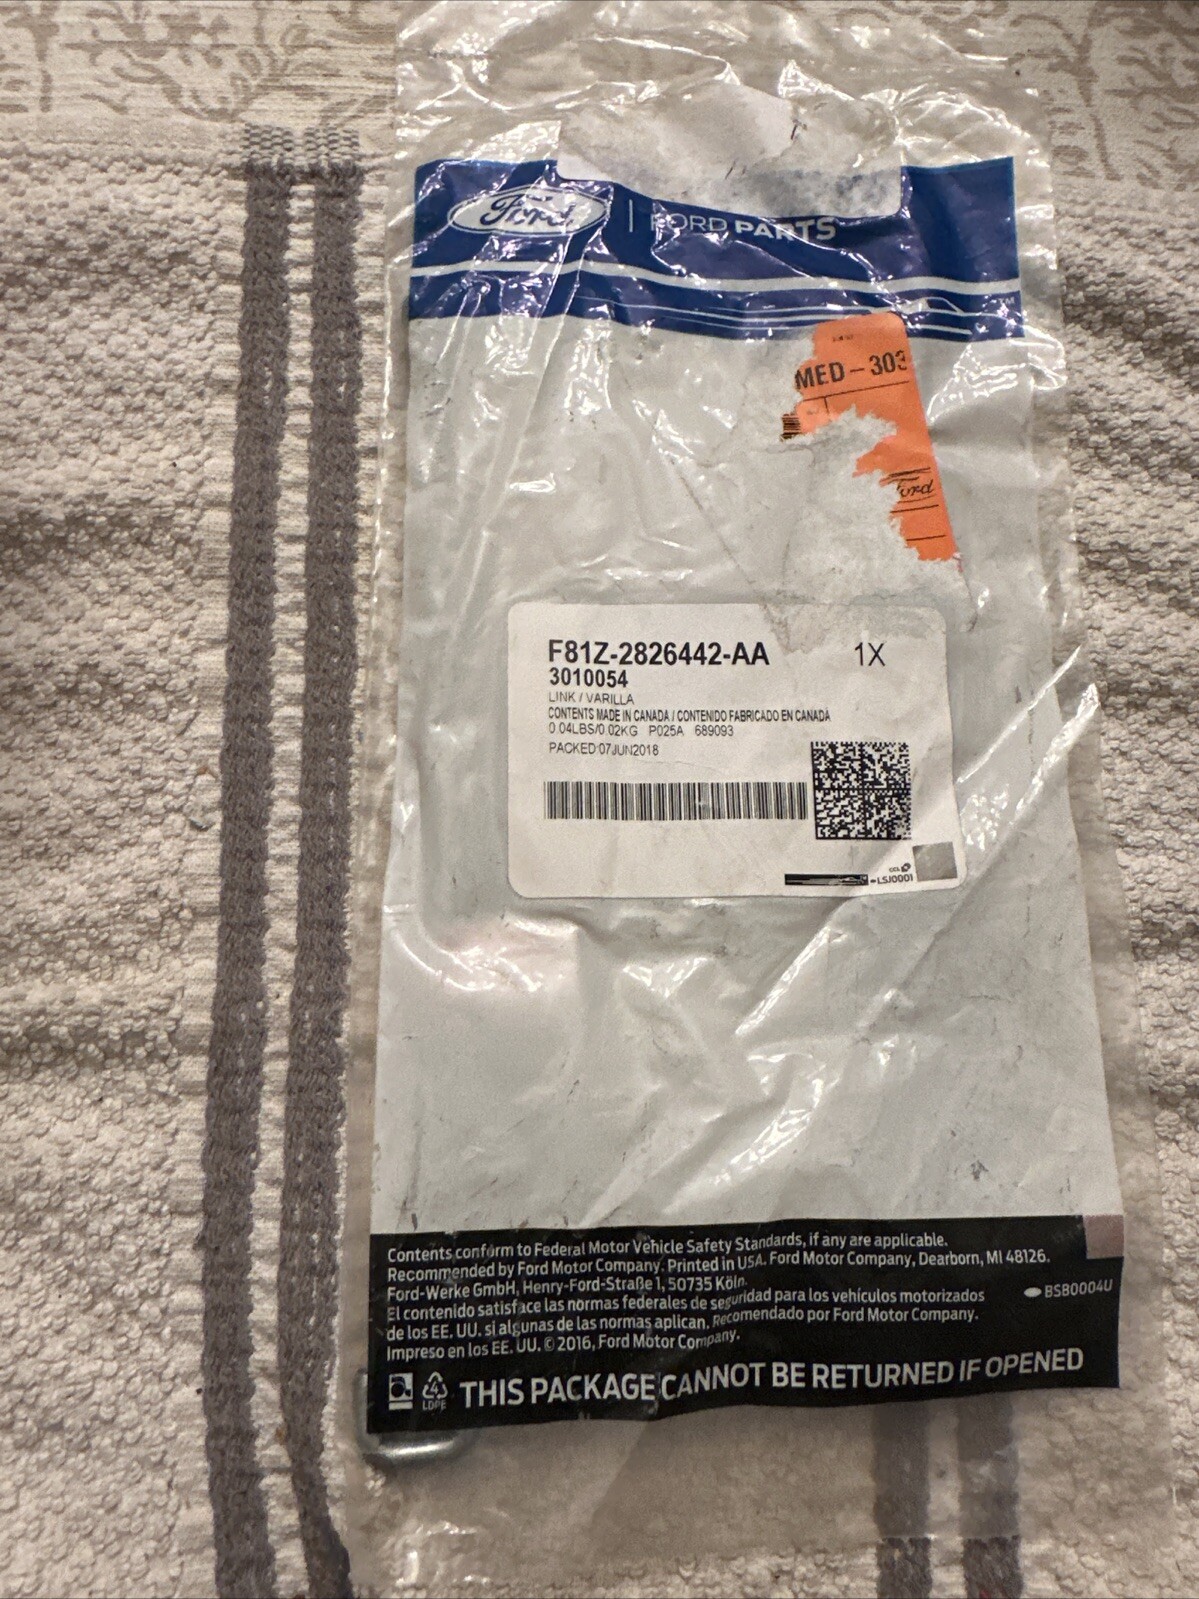 Ford | FORD PARTS
TM
MED - 303
Ford
F81Z-2826442-AA 1X
3010054
LINK / VARILLA
CONTENTS MADE IN CANADA / CONTENIDO FABRICADO EN CANADÁ
0.04LBS/0.02KG P025A 689093
PACKED:07JUN2018
CCL
-LSJ0001
Contents conform to Federal Motor Vehicle Safety Standards, if any are applicable.
Recommended by Ford Motor Company. Printed in USA. Ford Motor Company, Dearborn, MI 48126.
Ford-Werke GmbH, Henry-Ford-Straße 1, 50735 Köln.
El contenido satisface las normas federales de seguridad para los vehículos motorizados
de los EE. UU. si algunas de las normas aplican. Recomendado por Ford Motor Company.
Impreso en los EE. UU. © 2016, Ford Motor Company.
BSB0004U
4
LDPE
THIS PACKAGE CANNOT BE RETURNED IF OPENED